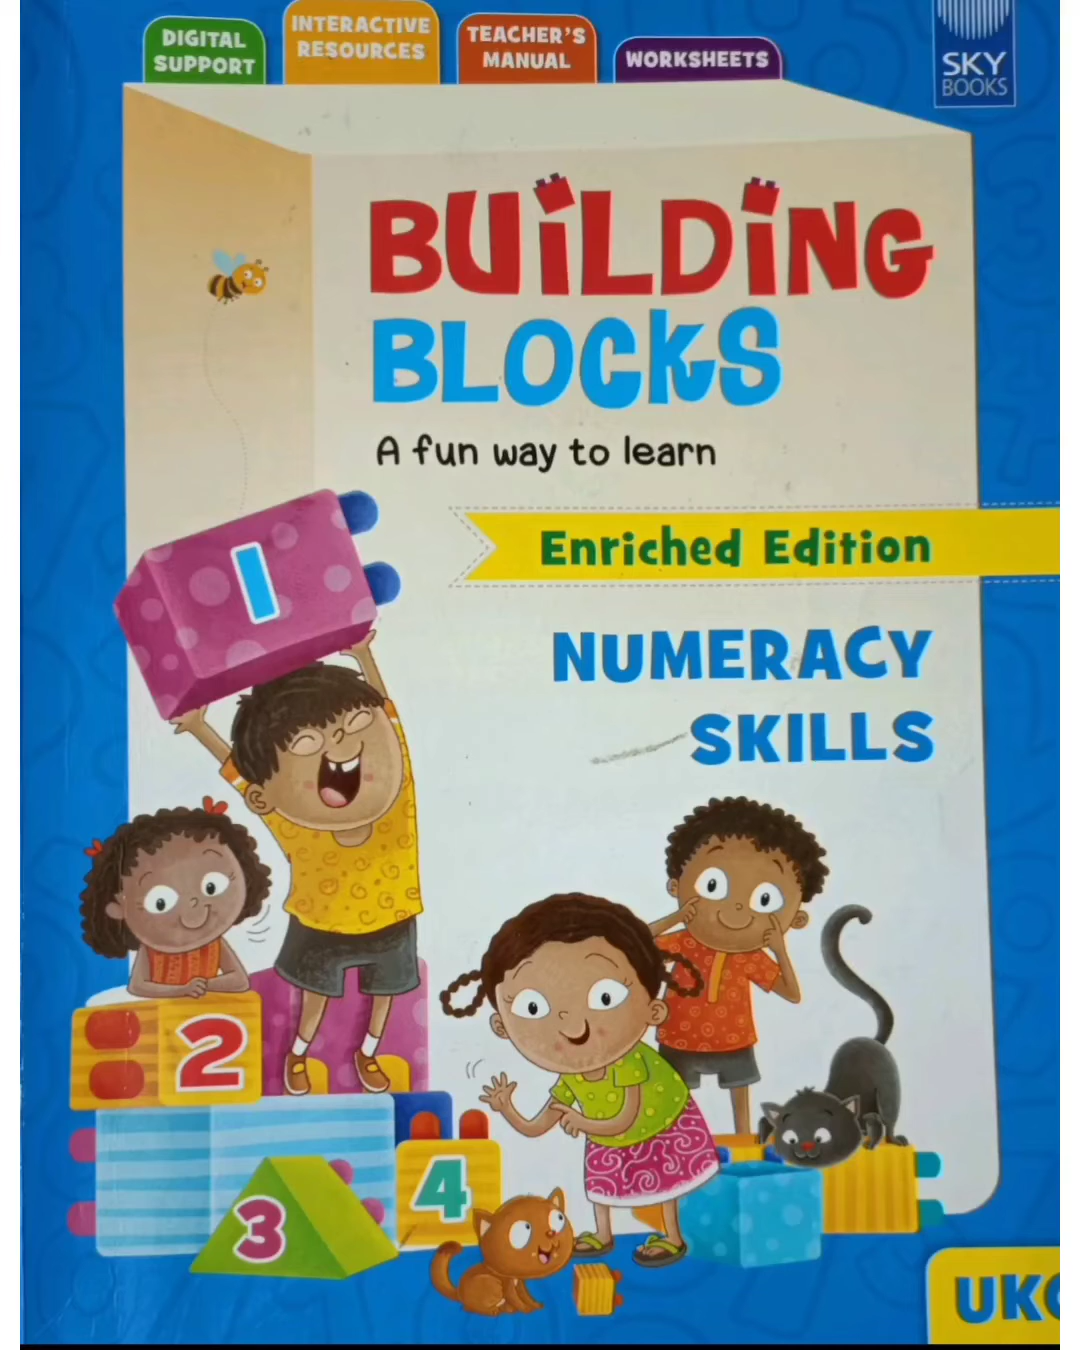 DIGITAL
SUPPORT
INTERACTIVE
RESOURCES
TEACHER'S
MANUAL
WORKSHEETS
SKY
BOOKS
BUiLDiNG
BLOCKS
A fun way to learn
Enriched Edition
NUMERACY
SKILLS
1
2
3
4